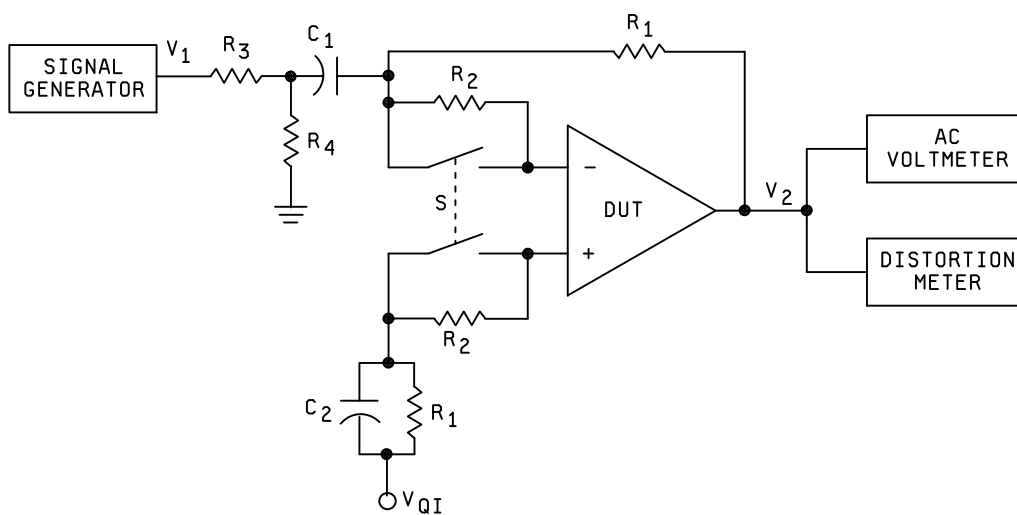 SIGNAL
GENERATOR
V1
R3
C1
R1
R2
R4
S
−
DUT
+
V2
AC
VOLTMETER
DISTORTION
METER
R2
C2
R1
VQI